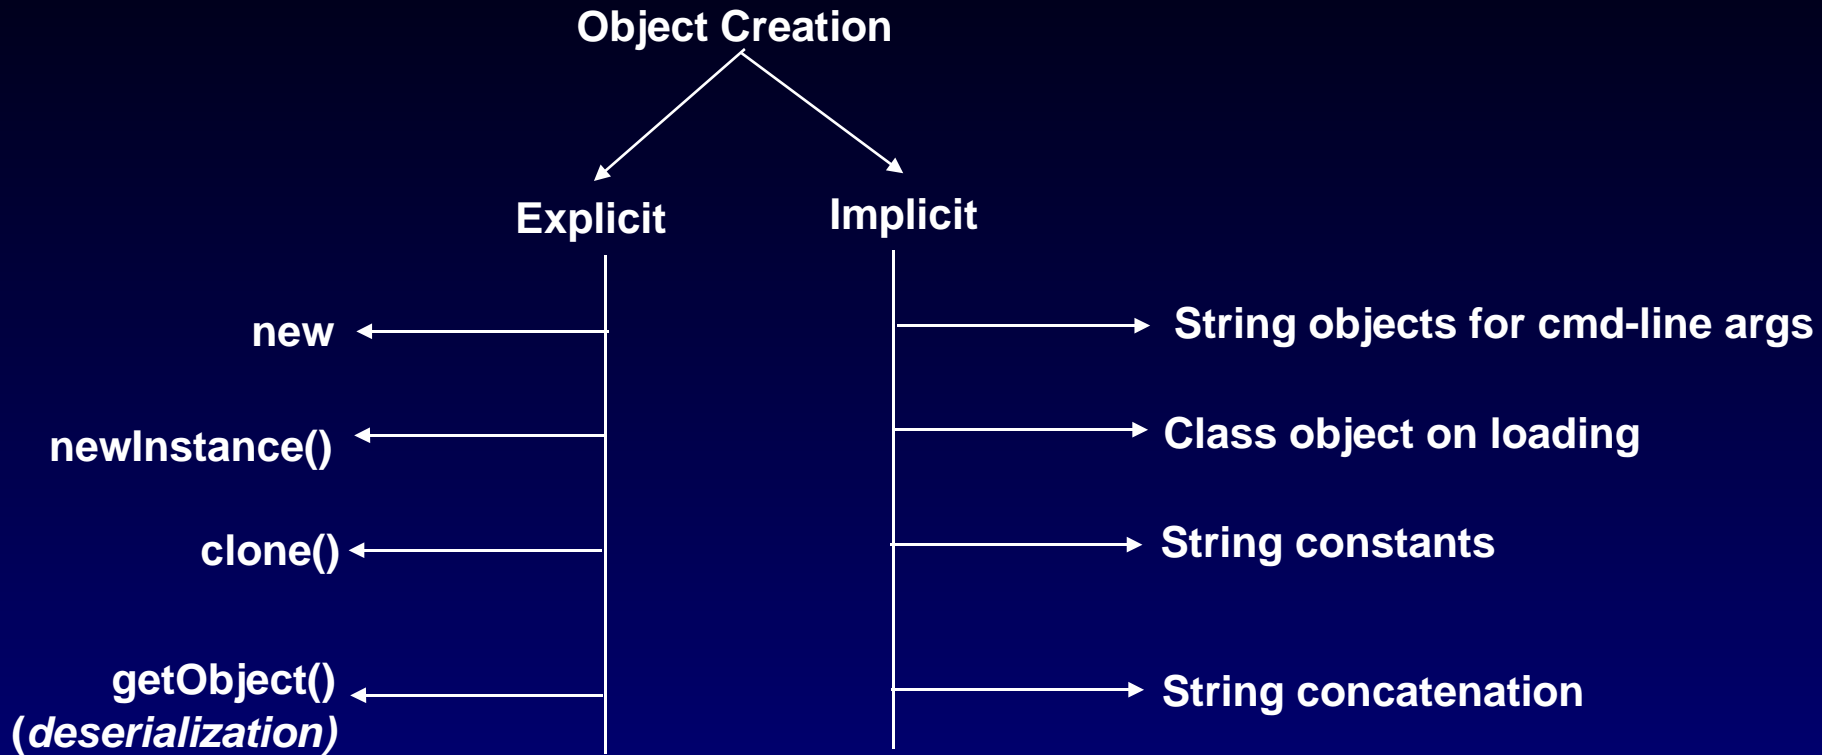 Object Creation
Explicit
Implicit
new
newInstance()
clone()
getObject()
(deserialization)
String objects for cmd-line args
Class object on loading
String constants
String concatenation